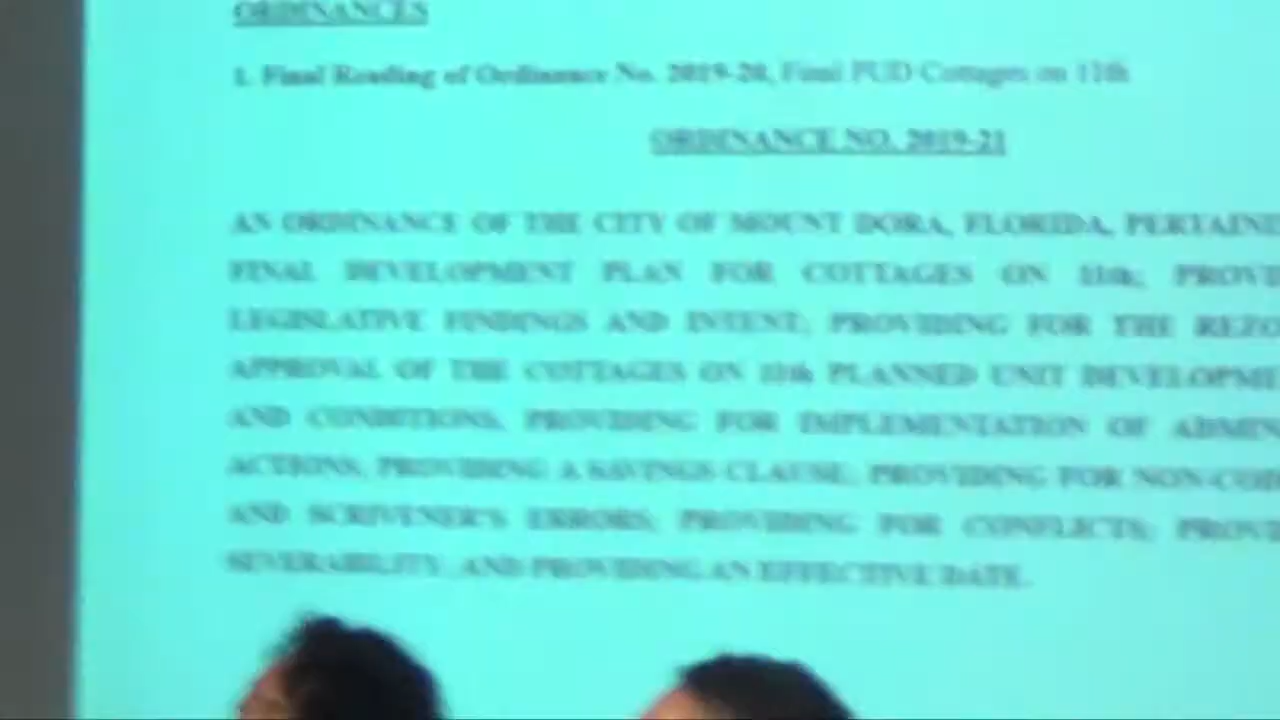 ORDINANCES
1. Final Reading of Ordinance No. 2019-20, Final PUD Cottages on 11th
ORDINANCE NO. 2019-21
AN ORDINANCE OF THE CITY OF MOUNT DORA, FLORIDA,
FINAL DEVELOPMENT PLAN FOR COTTAGES ON 11th;
LEGISLATIVE FINDINGS AND INTENT; PROVIDING FOR THE
APPROVAL OF THE COTTAGES ON 11th PLANNED UNIT
AND CONDITIONS, PROVIDING FOR IMPLEMENTATION OF
ACTIONS, PROVIDING A SAVINGS CLAUSE; PROVIDING FOR
AND SCRIVENER'S ERRORS; PROVIDING FOR CONFLICTS;
SEVERABILITY, AND PROVIDING AN EFFECTIVE DATE.